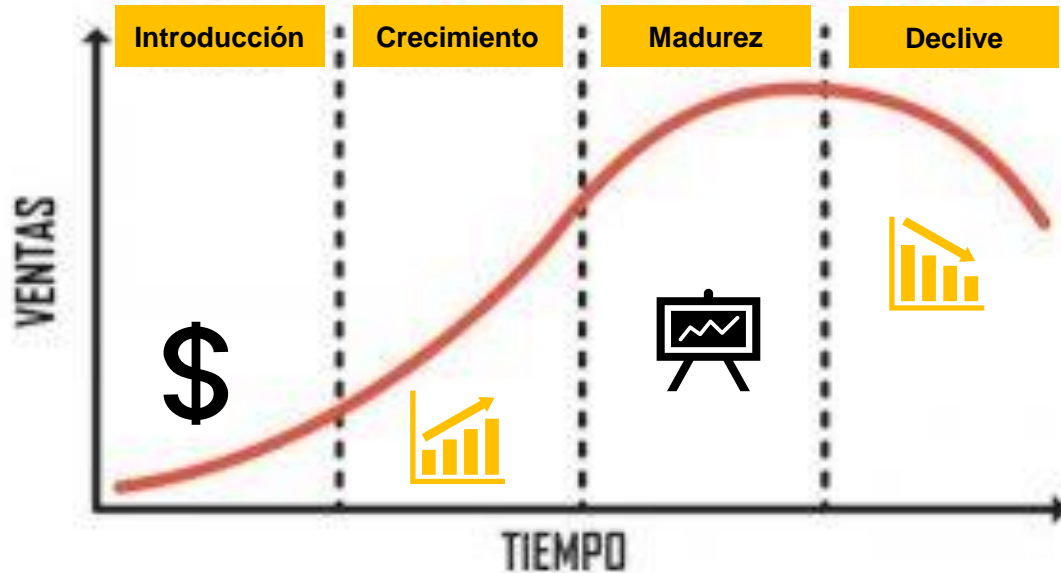 Introducción
Crecimiento
Madurez
Declive
VENTAS
$
TIEMPO